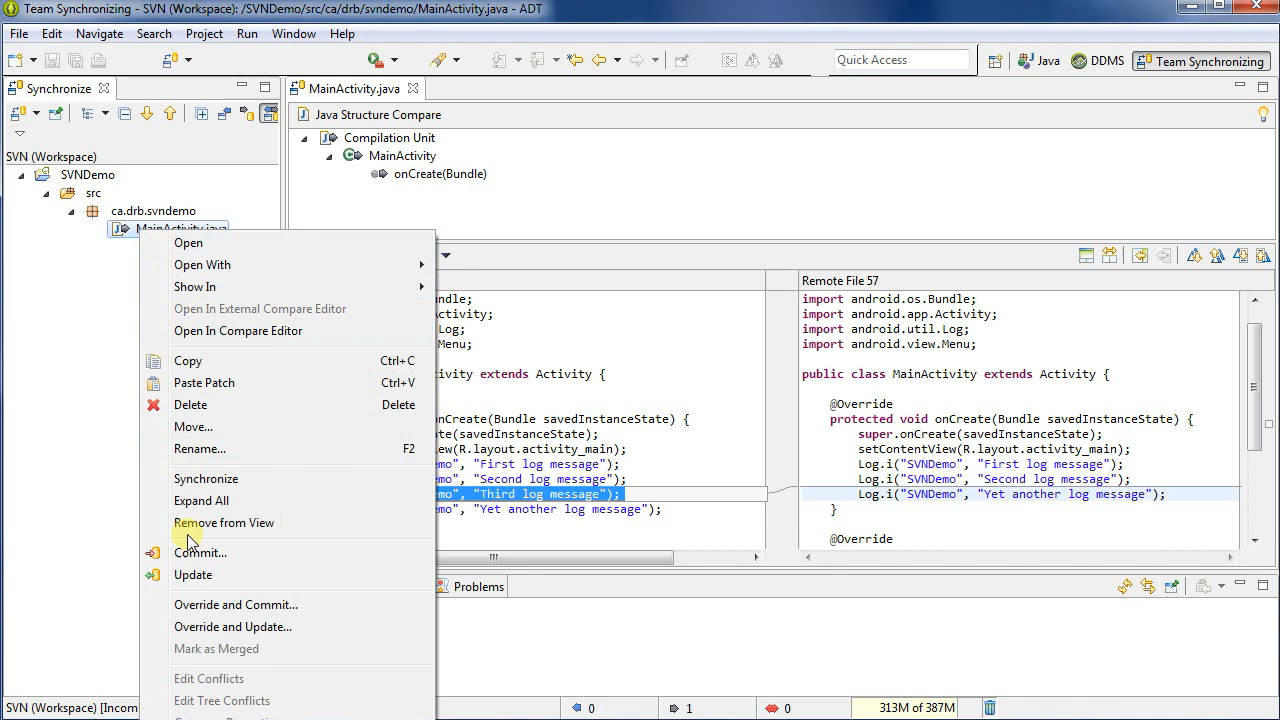 Team Synchronizing - SVN (Workspace): /SVNDemo/src/ca/drb/svndemo/MainActivity.java - ADT
File Edit Navigate Search Project Run Window Help
Quick Access
Java
DDMS
Team Synchronizing
Synchronize
SVN (Workspace)
SVNDemo
src
ca.drb.svndemo
MainActivity.java
MainActivity.java
Java Structure Compare
Compilation Unit
MainActivity
onCreate(Bundle)
Open
Open With
Show In
Open In External Compare Editor
Open In Compare Editor
Copy Ctrl+C
Paste Patch Ctrl+V
Delete Delete
Move...
Rename... F2
Synchronize
Expand All
Remove from View
Commit...
Update
Override and Commit...
Override and Update...
Mark as Merged
Edit Conflicts
Edit Tree Conflicts
ndle;
ctivity;
og;
enu;
ivity extends Activity {
onCreate(Bundle savedInstanceState) {
ate(savedInstanceState);
iew(R.layout.activity_main);
emo", "First log message");
emo", "Second log message");
emo", "Third log message");
emo", "Yet another log message");
Remote File 57
import android.os.Bundle;
import android.app.Activity;
import android.util.Log;
import android.view.Menu;
public class MainActivity extends Activity {
@Override
protected void onCreate(Bundle savedInstanceState) {
super.onCreate(savedInstanceState);
setContentView(R.layout.activity_main);
Log.i("SVNDemo", "First log message");
Log.i("SVNDemo", "Second log message");
Log.i("SVNDemo", "Yet another log message");
}
@Override
Problems
SVN (Workspace) [Incom
0
1
0
313M of 387M